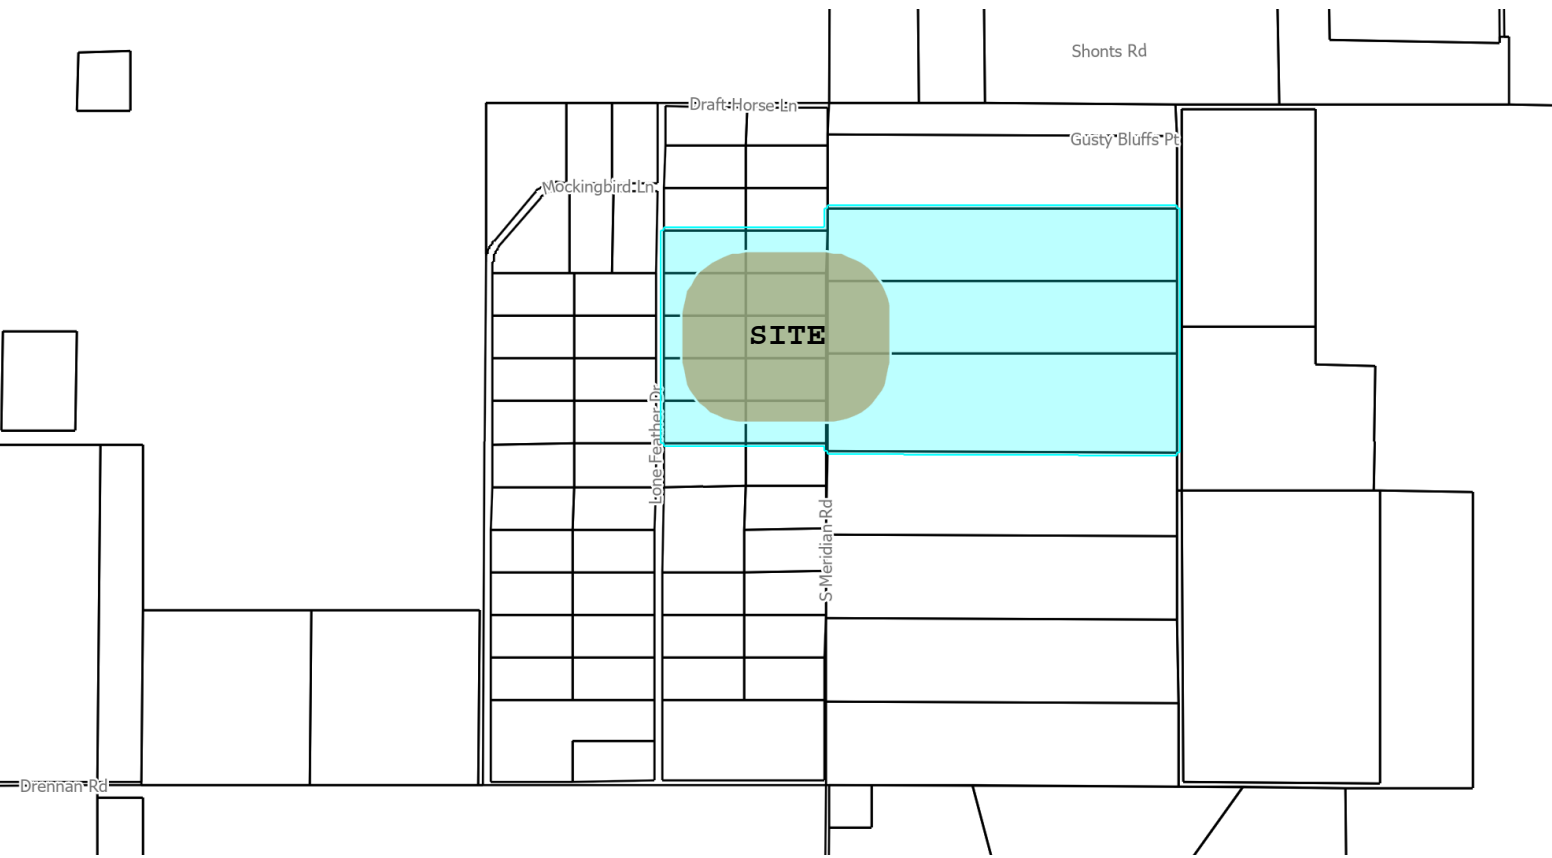 Shonts Rd
Draft Horse Ln
Gusty Bluffs Pt
Mockingbird Ln
SITE
Lone Feather Dr
S Meridian Rd
Drennan Rd